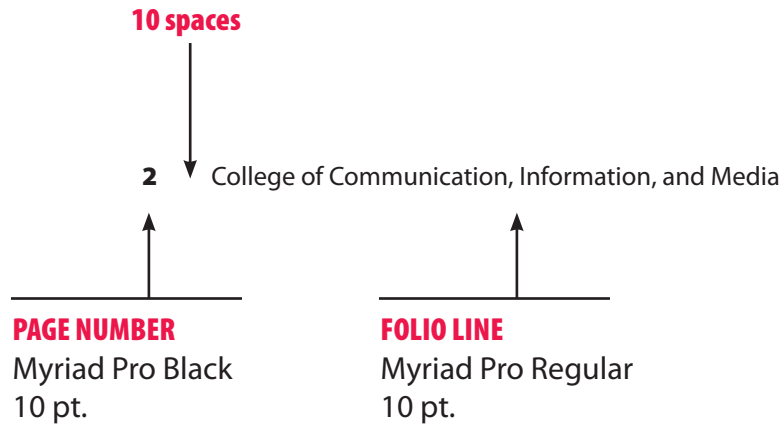 10 spaces
2 College of Communication, Information, and Media
PAGE NUMBER
Myriad Pro Black
10 pt.
FOLIO LINE
Myriad Pro Regular
10 pt.